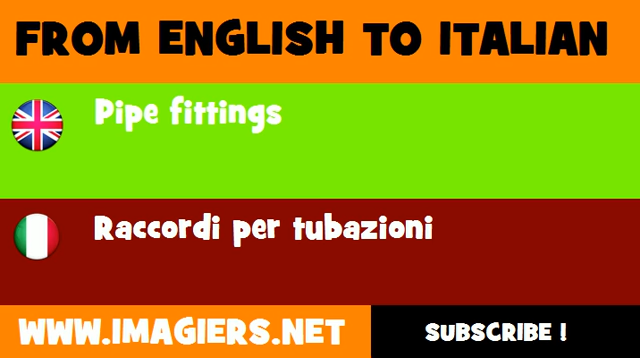 FROM ENGLISH TO ITALIAN
Pipe fittings
Raccordi per tubazioni
WWW.IMAGIERS.NET
SUBSCRIBE !